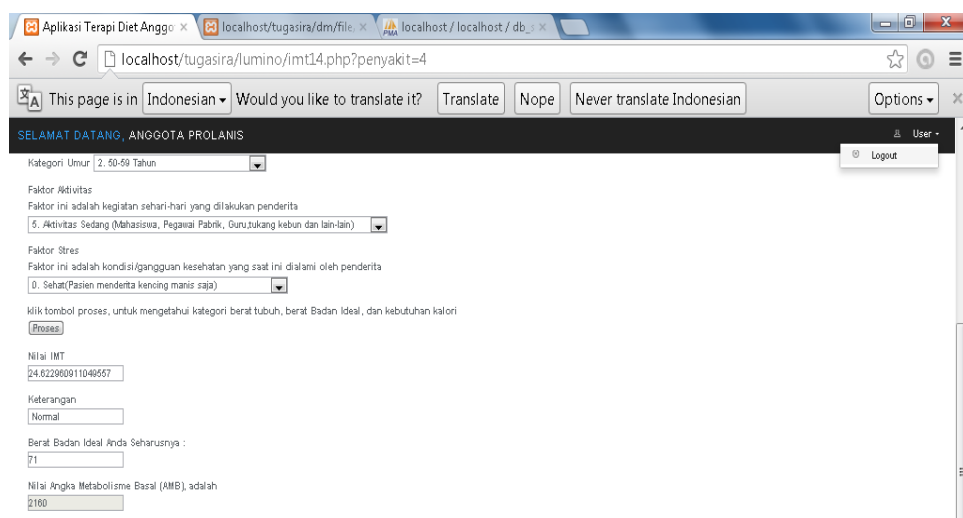 Aplikasi Terapi Diet Anggo
localhost/tugasira/dm/file
localhost / localhost / db_s
localhost/tugasira/lumino/imt14.php?penyakit=4
This page is in Indonesian Would you like to translate it? Translate Nope Never translate Indonesian Options
SELAMAT DATANG, ANGGOTA PROLANIS User
Logout
Kategori Umur 2. 50-59 Tahun
Faktor Aktivitas
Faktor ini adalah kegiatan sehari-hari yang dilakukan penderita
5. Aktivitas Sedang (Mahasiswa, Pegawai Pabrik, Guru,tukang kebun dan lain-lain)
Faktor Stres
Faktor ini adalah kondisi/gangguan kesehatan yang saat ini dialami oleh penderita
0. Sehat(Pasien menderita kencing manis saja)
klik tombol proses, untuk mengetahui kategori berat tubuh, berat Badan Ideal, dan kebutuhan kalori
Proses
Nilai IMT
24.622960911049557
Keterangan
Normal
Berat Badan Ideal Anda Seharusnya :
71
Nilai Angka Metabolisme Basal (AMB), adalah
2160